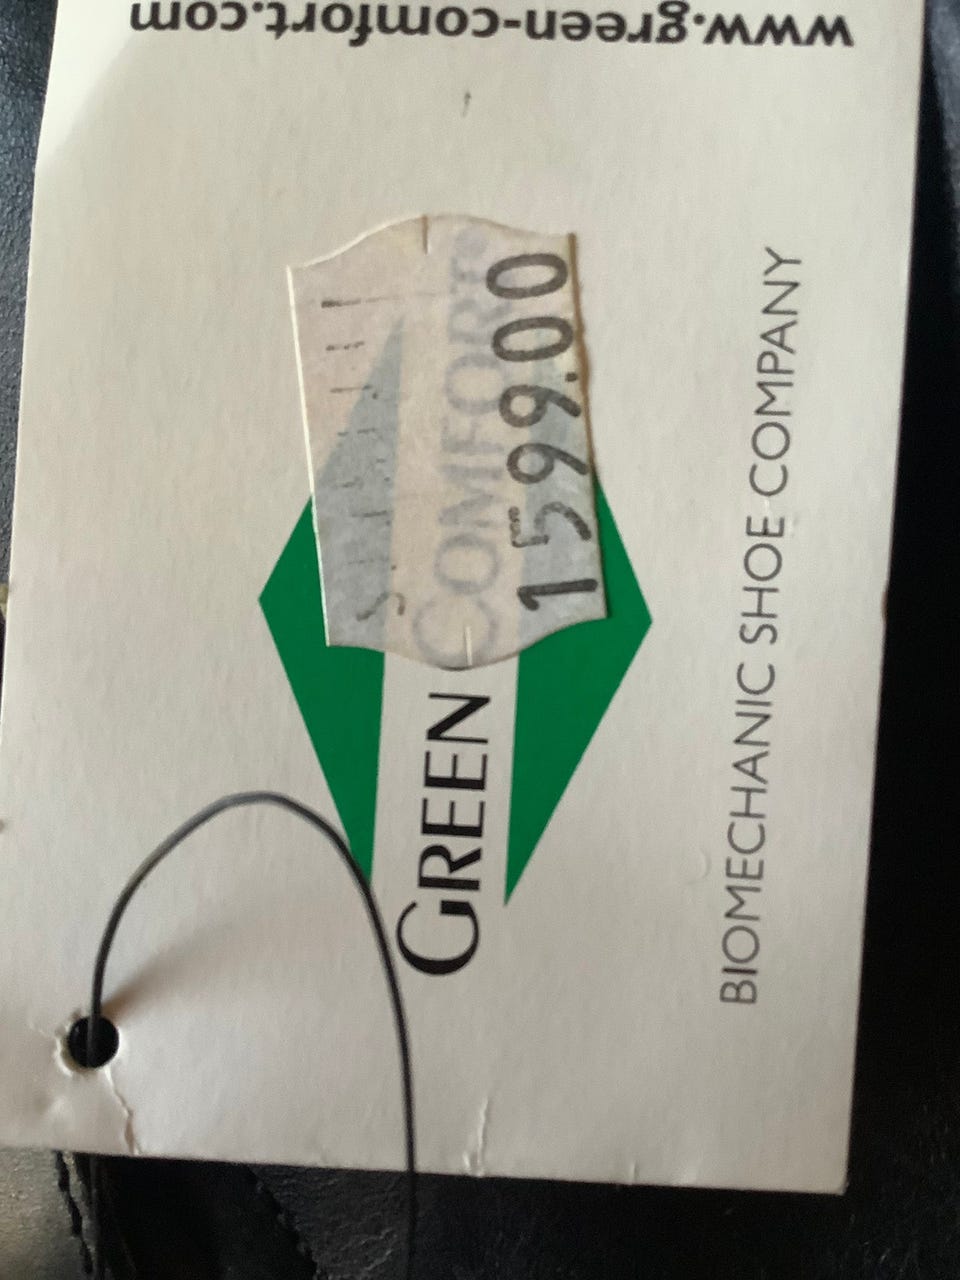 www.green-comfort.com
GREEN COMFORT
1599.00
BIOMECHANIC SHOE COMPANY